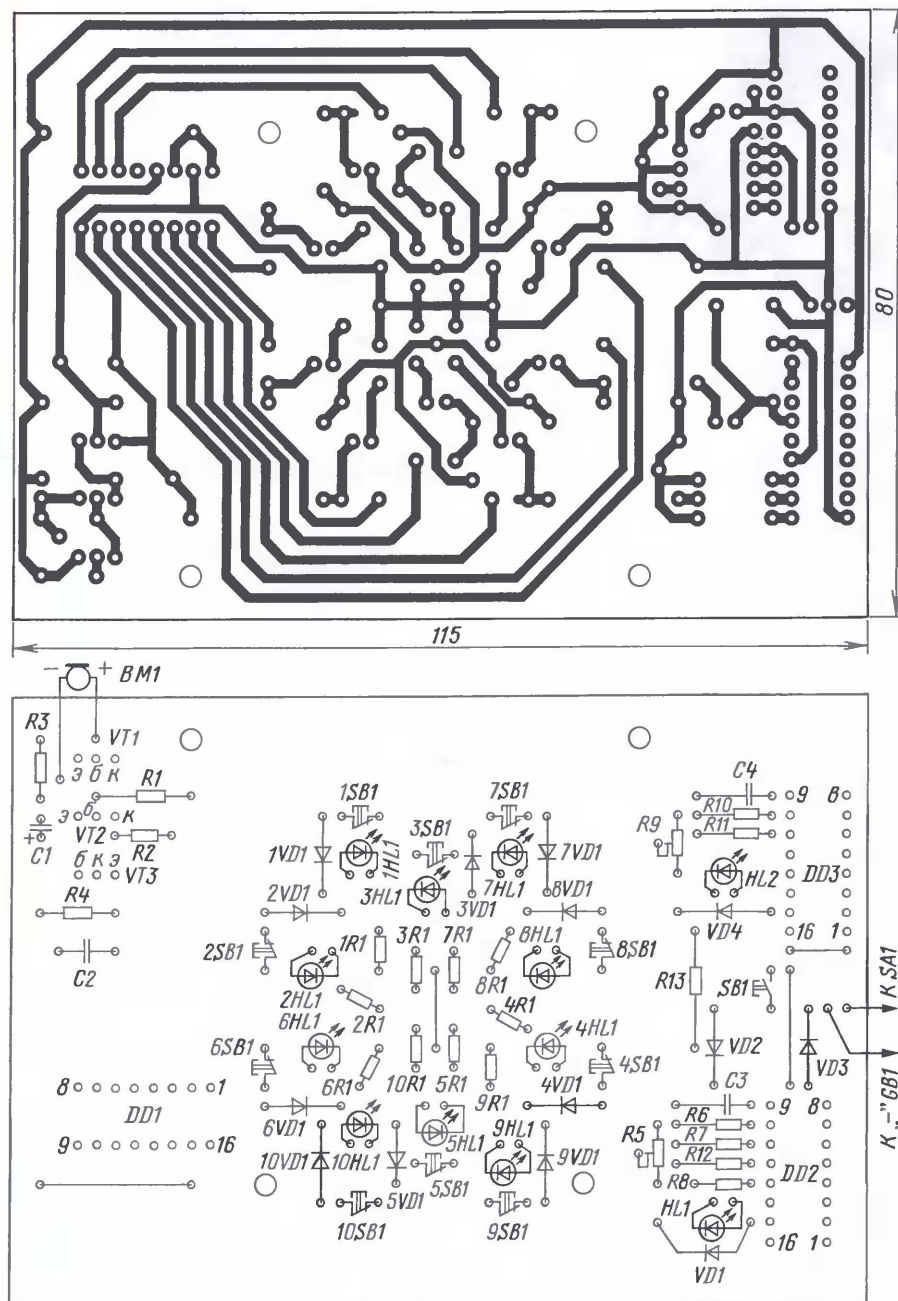 80
115
− + BM1
R3
VT1
э б к
R1
C4
1SB1
7SB1
R10
9 8
б
э к
3SB1
R9
R11
VT2
C1
+
R2
1VD1
1HL1
7VD1
б к э
VT3
3HL1
7HL1
HL2
DD3
3VD1
R4
2VD1
8VD1
VD4
16 1
2SB1
1R1
3R1
7R1
8HL1
8SB1
C2
8R1
R13
SB1
К SA1
2HL1
2R1
4R1
6HL1
4HL1
6SB1
4SB1
VD2
VD3
К „−" GB1
6R1
10R1
5R1
9R1
8 1
DD1
6VD1
4VD1
C3
R6
9 8
9 16
5HL1
9HL1
R5
R7
10VD1
10HL1
9VD1
R12
DD2
5VD1
5SB1
R8
10SB1
9SB1
HL1
16 1
VD1